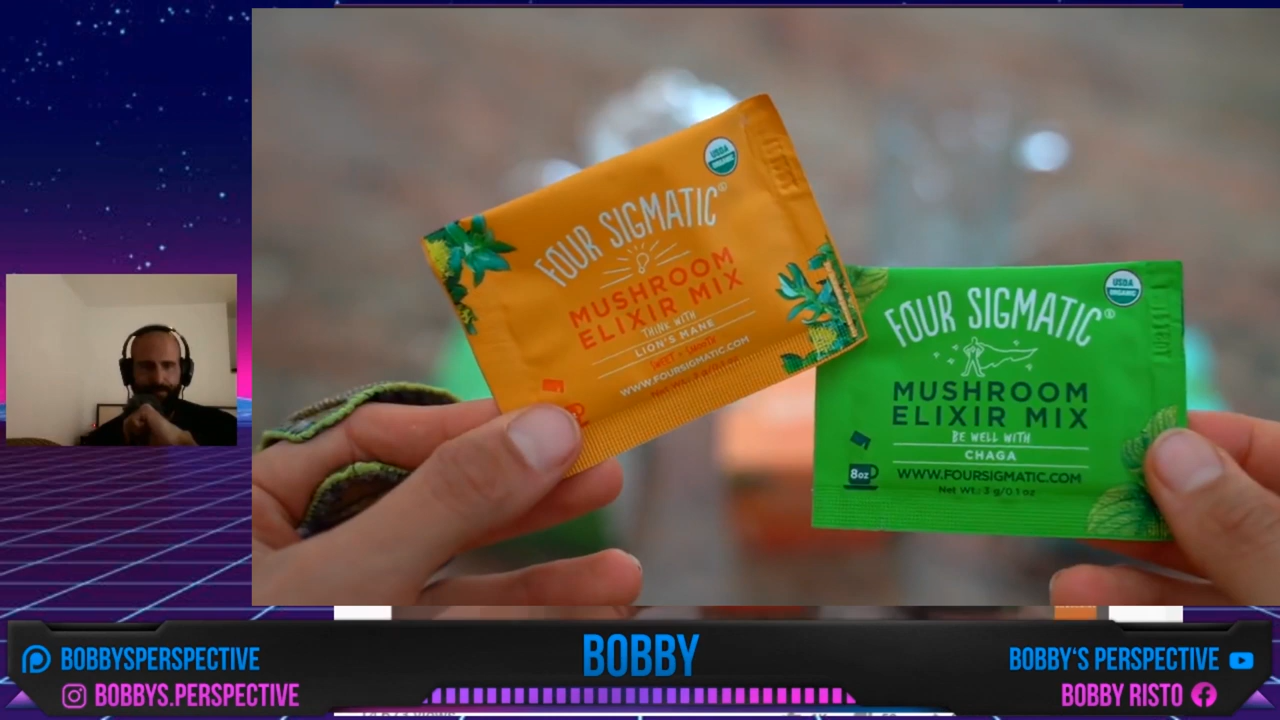 USDA
ORGANIC
FOUR SIGMATIC®
MUSHROOM
ELIXIR MIX
THINK WITH
LION'S MANE
SWEET + SMOOTH
WWW.FOURSIGMATIC.COM
USDA
ORGANIC
FOUR SIGMATIC®
MUSHROOM
ELIXIR MIX
BE WELL WITH
CHAGA
8oz
WWW.FOURSIGMATIC.COM
Net Wt.: 3 g/0.1 oz
BOBBYSPERSPECTIVE
BOBBYS.PERSPECTIVE
BOBBY
BOBBY'S PERSPECTIVE
BOBBY RISTO